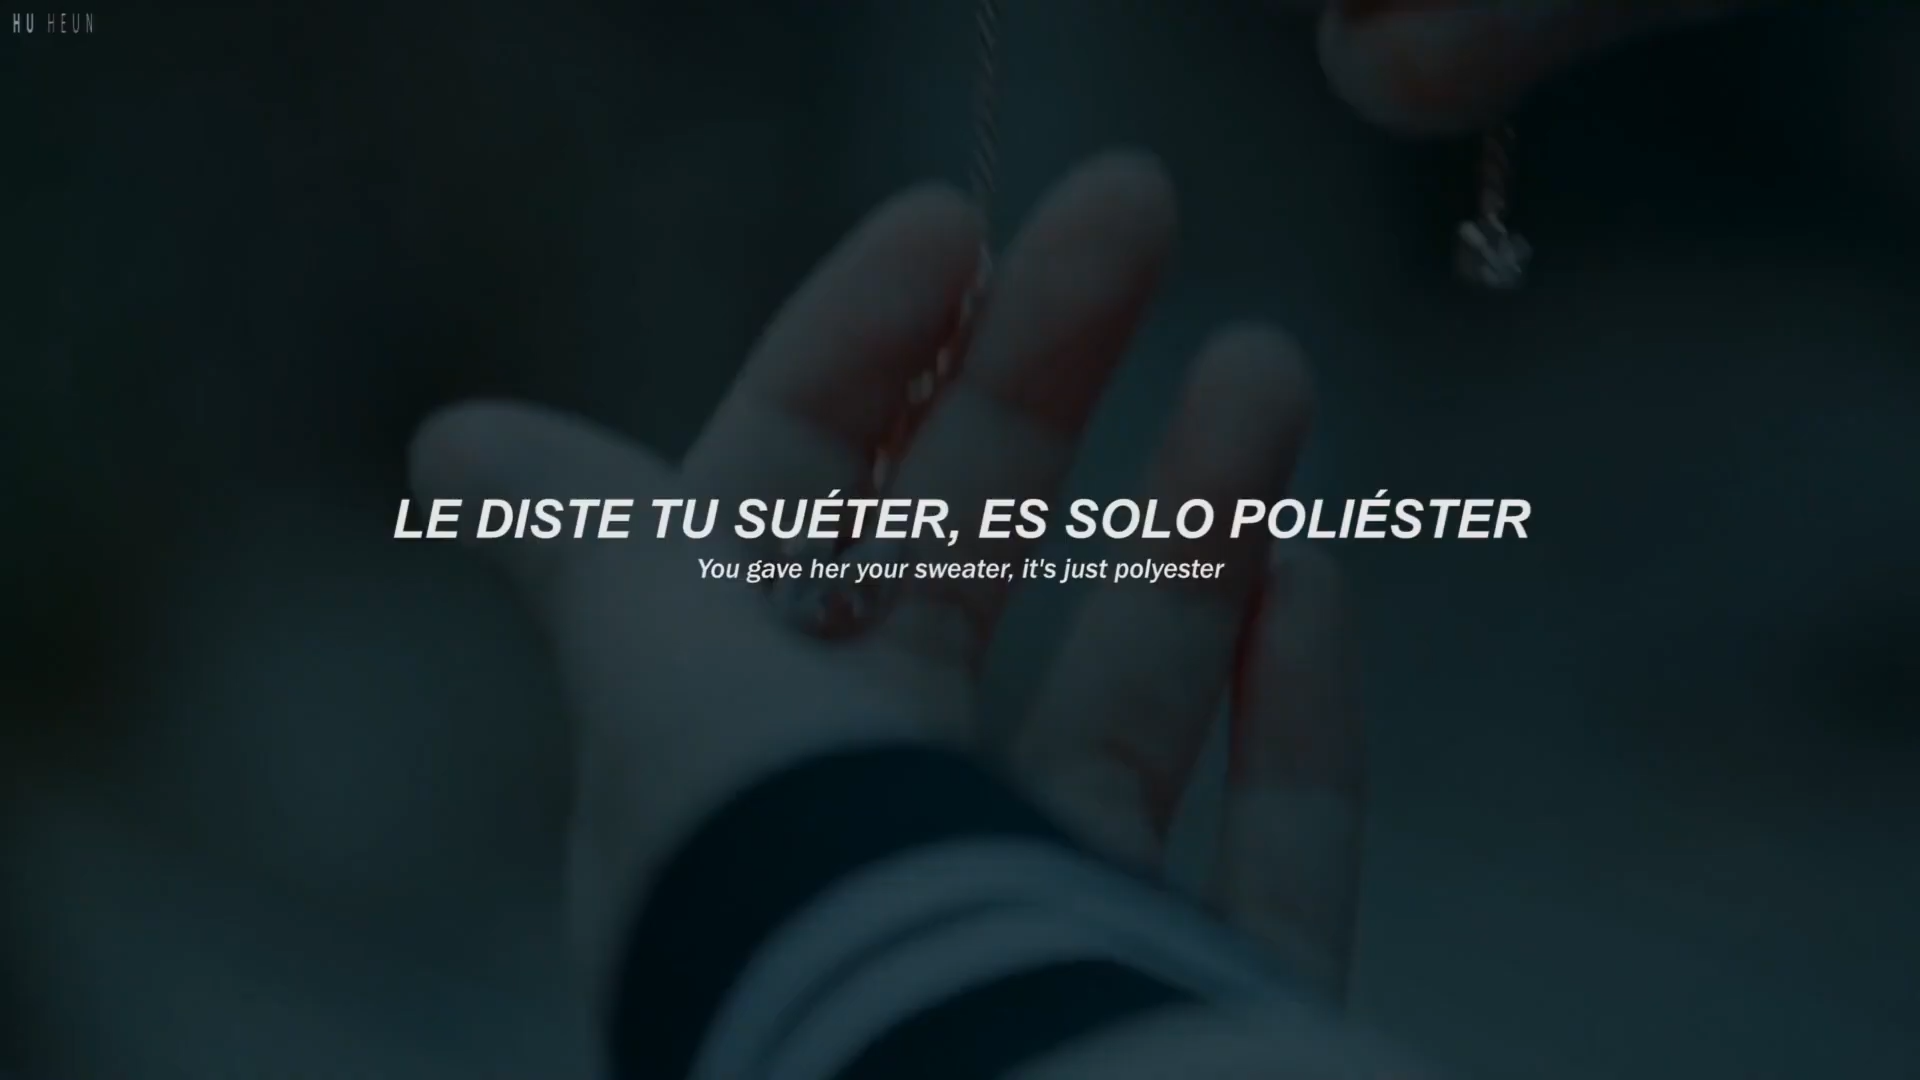 HU HEUN
LE DISTE TU SUÉTER, ES SOLO POLIÉSTER
You gave her your sweater, it's just polyester